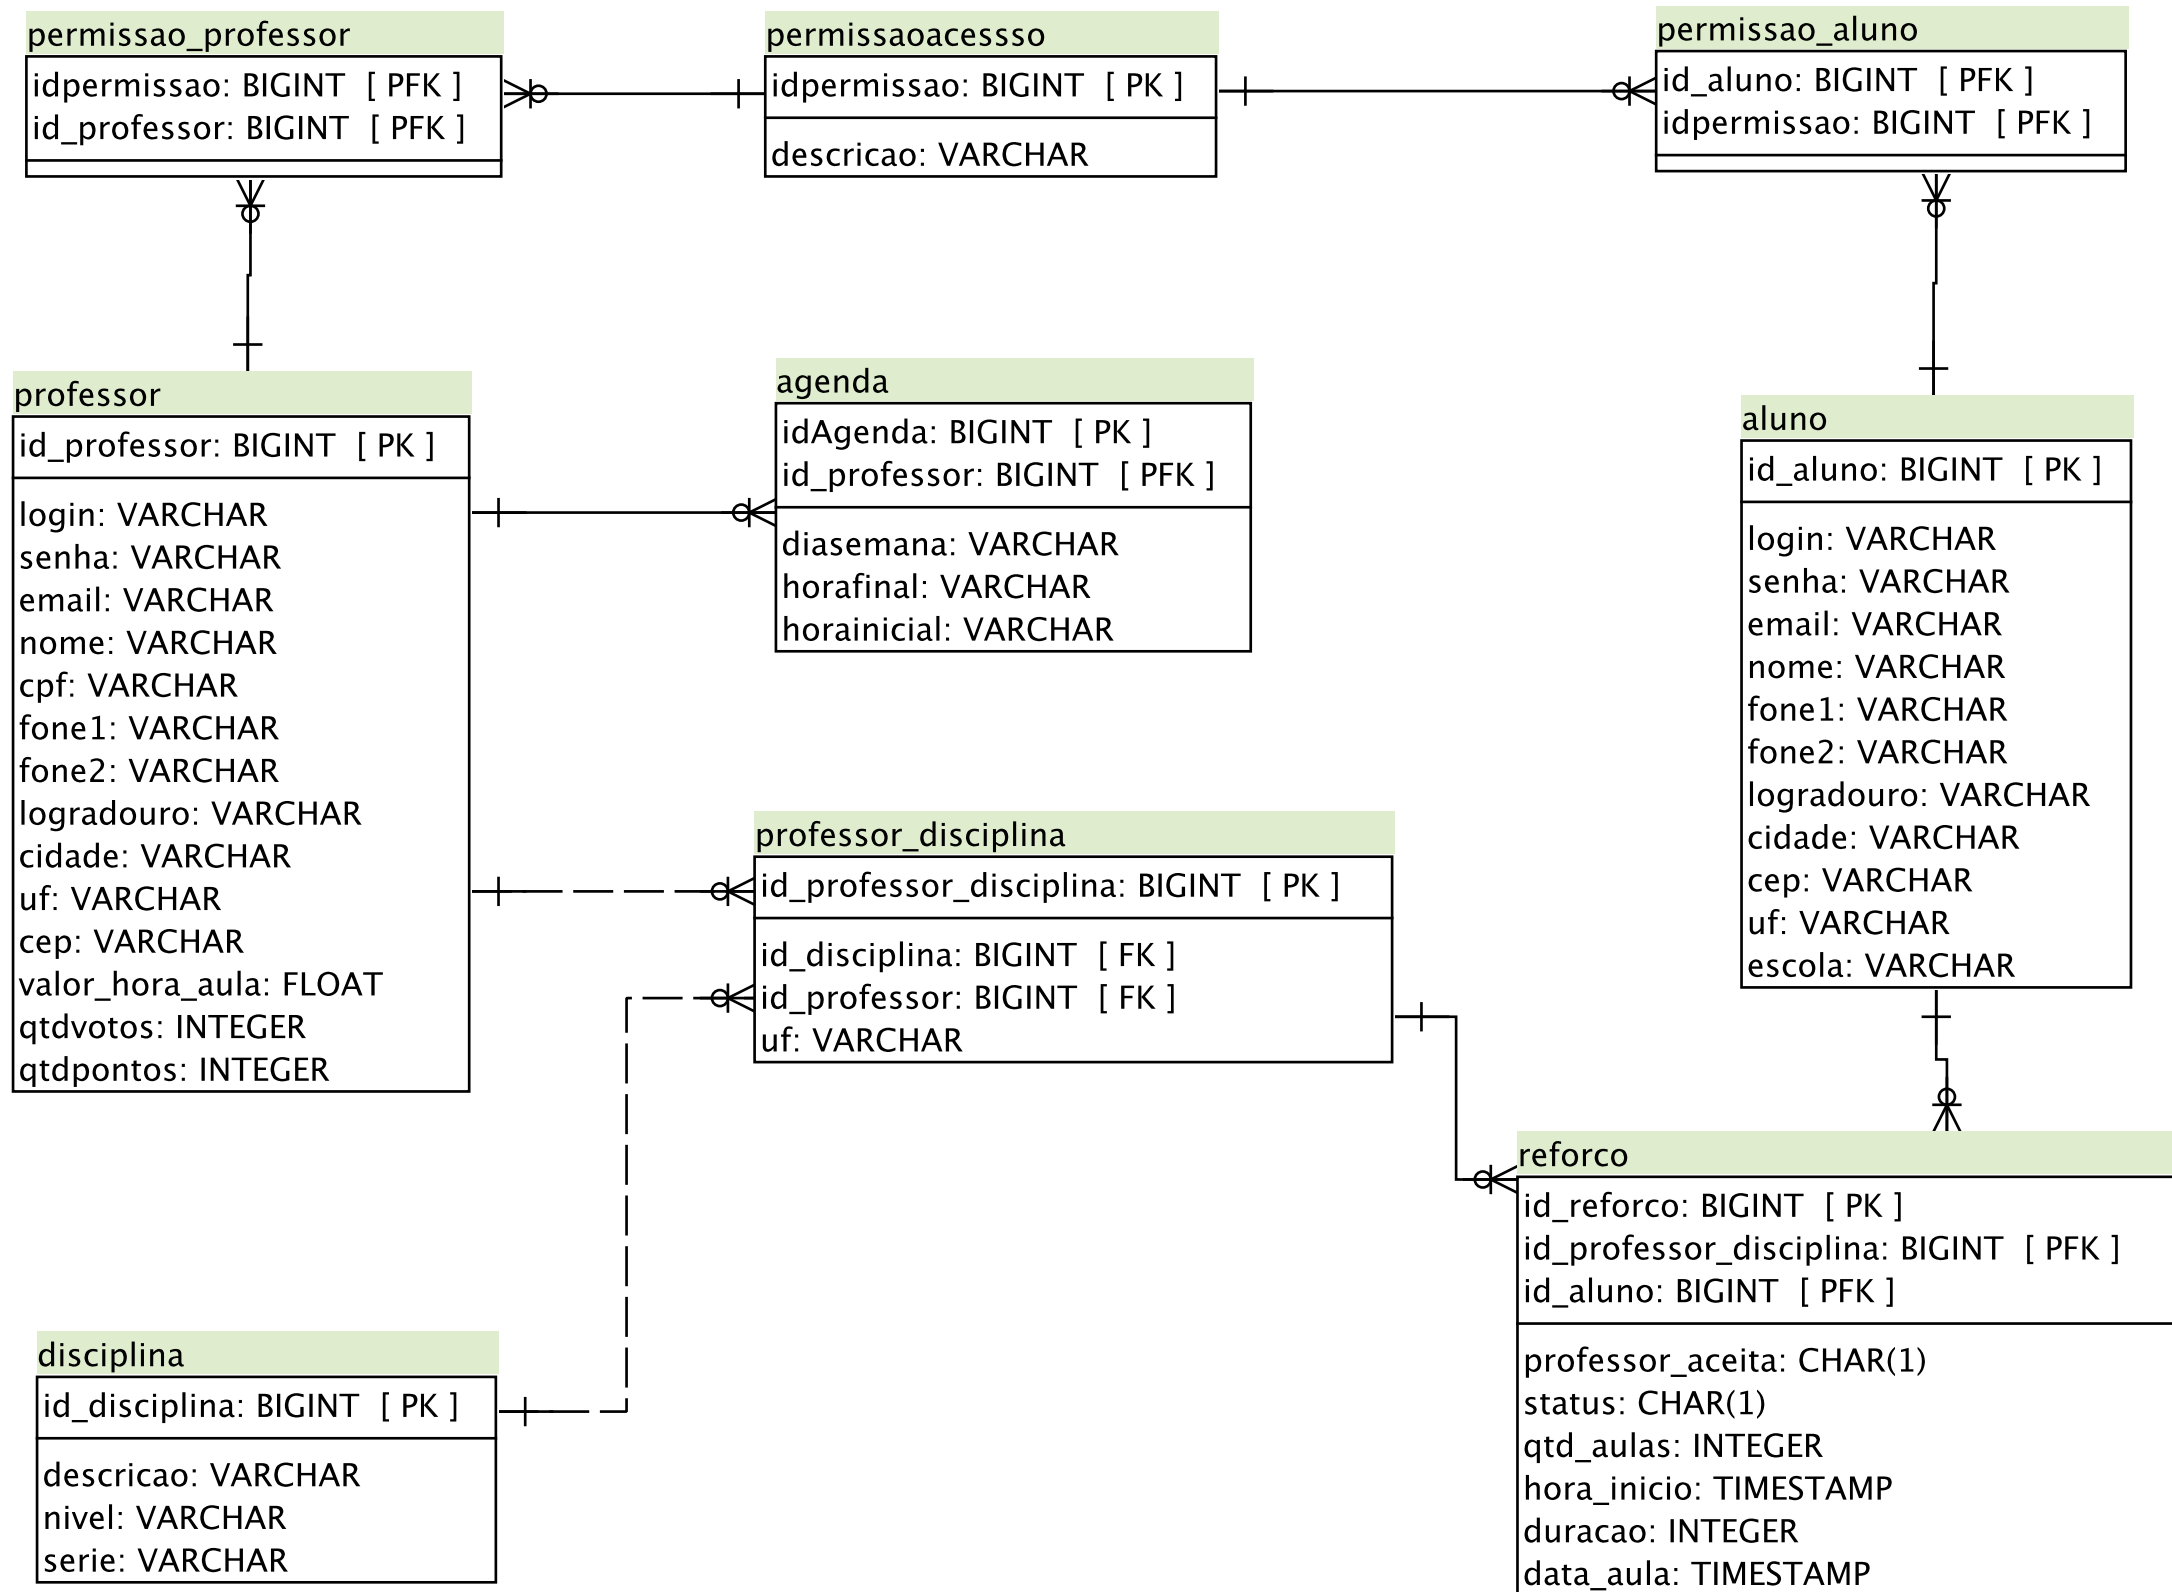 permissao_professor
idpermissao: BIGINT [ PFK ]
id_professor: BIGINT [ PFK ]
permissaoacessso
idpermissao: BIGINT [ PK ]
descricao: VARCHAR
permissao_aluno
id_aluno: BIGINT [ PFK ]
idpermissao: BIGINT [ PFK ]
professor
id_professor: BIGINT [ PK ]
login: VARCHAR
senha: VARCHAR
email: VARCHAR
nome: VARCHAR
cpf: VARCHAR
fone1: VARCHAR
fone2: VARCHAR
logradouro: VARCHAR
cidade: VARCHAR
uf: VARCHAR
cep: VARCHAR
valor_hora_aula: FLOAT
qtdvotos: INTEGER
qtdpontos: INTEGER
agenda
idAgenda: BIGINT [ PK ]
id_professor: BIGINT [ PFK ]
diasemana: VARCHAR
horafinal: VARCHAR
horainicial: VARCHAR
aluno
id_aluno: BIGINT [ PK ]
login: VARCHAR
senha: VARCHAR
email: VARCHAR
nome: VARCHAR
fone1: VARCHAR
fone2: VARCHAR
logradouro: VARCHAR
cidade: VARCHAR
cep: VARCHAR
uf: VARCHAR
escola: VARCHAR
professor_disciplina
id_professor_disciplina: BIGINT [ PK ]
id_disciplina: BIGINT [ FK ]
id_professor: BIGINT [ FK ]
uf: VARCHAR
disciplina
id_disciplina: BIGINT [ PK ]
descricao: VARCHAR
nivel: VARCHAR
serie: VARCHAR
reforco
id_reforco: BIGINT [ PK ]
id_professor_disciplina: BIGINT [ PFK ]
id_aluno: BIGINT [ PFK ]
professor_aceita: CHAR(1)
status: CHAR(1)
qtd_aulas: INTEGER
hora_inicio: TIMESTAMP
duracao: INTEGER
data_aula: TIMESTAMP